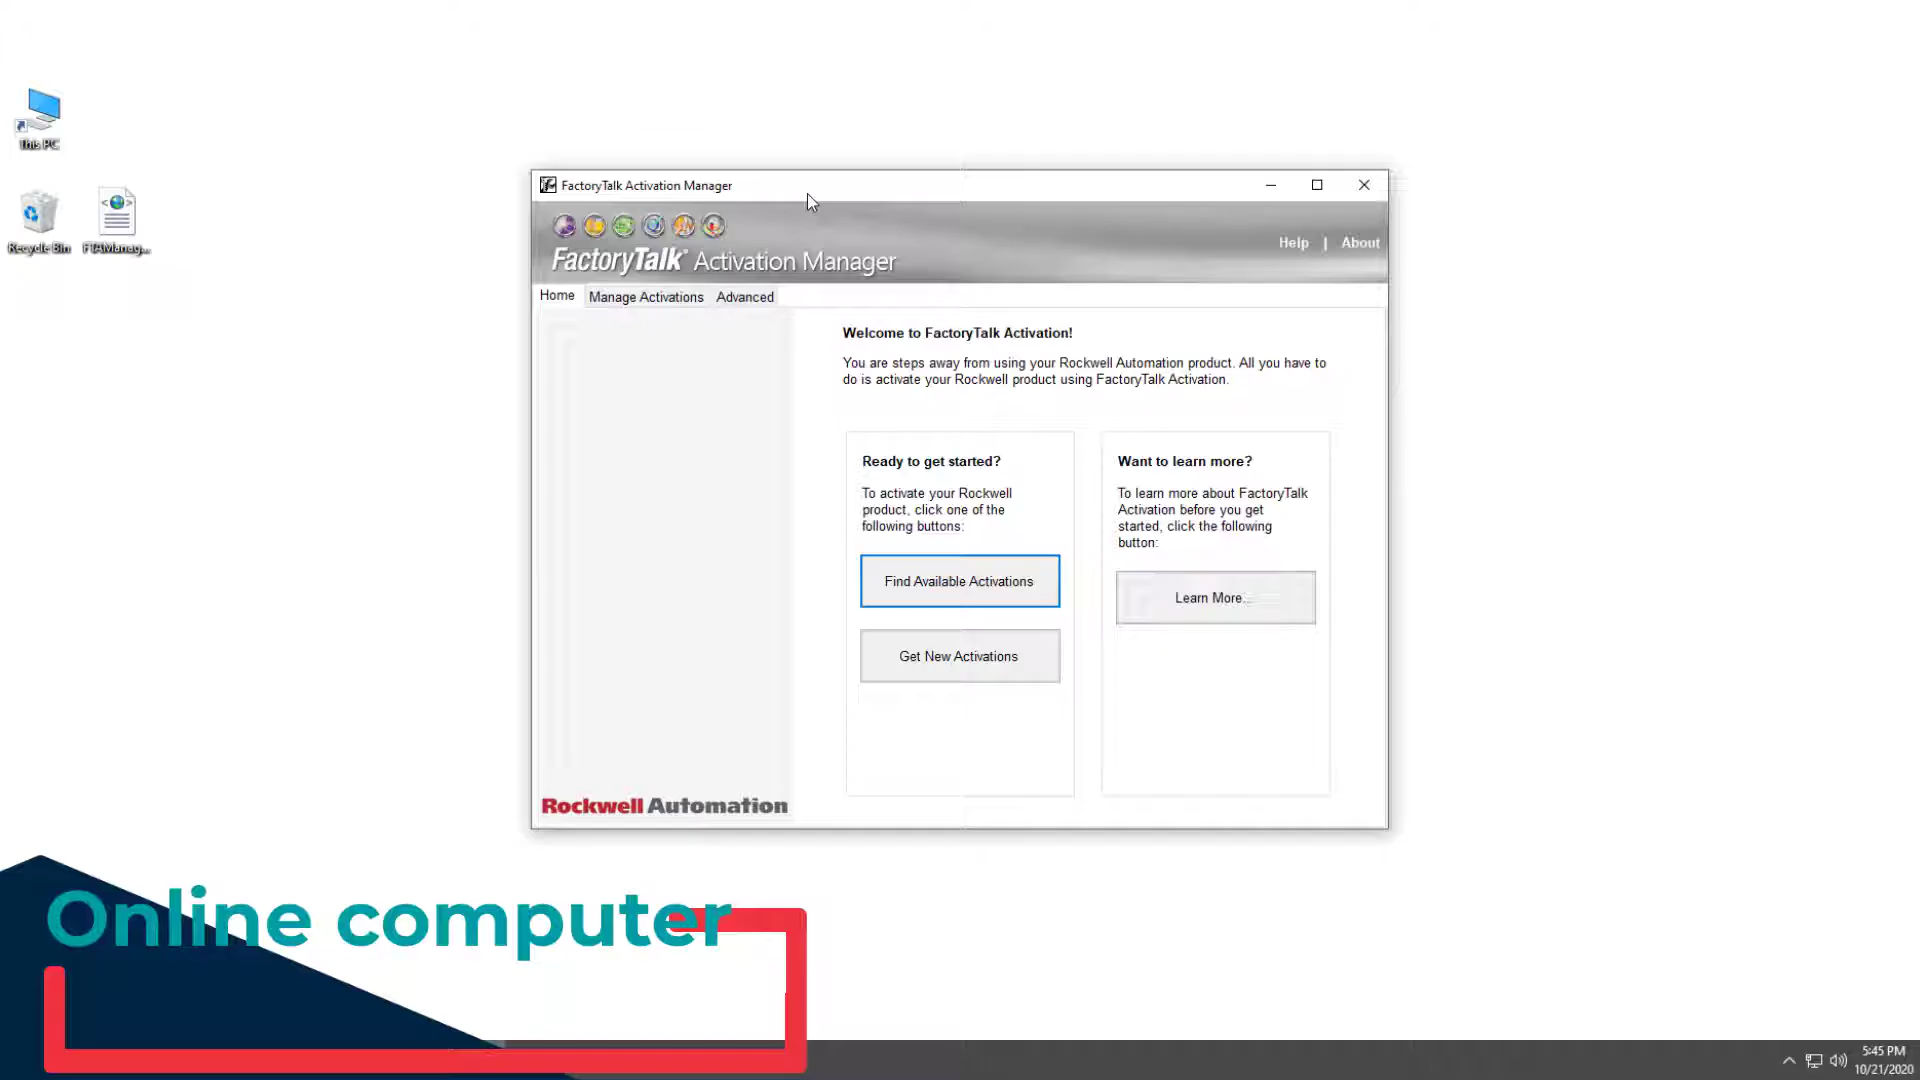 This PC
Recycle Bin
FTAManag...
FactoryTalk Activation Manager
FactoryTalk Activation Manager
Help | About
Home Manage Activations Advanced
Welcome to FactoryTalk Activation!
You are steps away from using your Rockwell Automation product. All you have to
do is activate your Rockwell product using FactoryTalk Activation.
Ready to get started?
To activate your Rockwell
product, click one of the
following buttons:
Find Available Activations
Get New Activations
Want to learn more?
To learn more about FactoryTalk
Activation before you get
started, click the following
button:
Learn More...
Rockwell Automation
Online computer
5:45 PM
10/21/2020